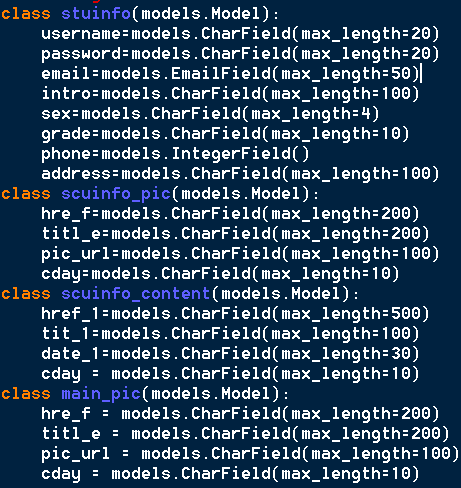 class stuinfo(models.Model):
    username=models.CharField(max_length=20)
    password=models.CharField(max_length=20)
    email=models.EmailField(max_length=50)
    intro=models.CharField(max_length=100)
    sex=models.CharField(max_length=4)
    grade=models.CharField(max_length=10)
    phone=models.IntegerField()
    address=models.CharField(max_length=100)
class scuinfo_pic(models.Model):
    hre_f=models.CharField(max_length=200)
    titl_e=models.CharField(max_length=200)
    pic_url=models.CharField(max_length=100)
    cday=models.CharField(max_length=10)
class scuinfo_content(models.Model):
    href_1=models.CharField(max_length=500)
    tit_1=models.CharField(max_length=100)
    date_1=models.CharField(max_length=30)
    cday = models.CharField(max_length=10)
class main_pic(models.Model):
    hre_f = models.CharField(max_length=200)
    titl_e = models.CharField(max_length=200)
    pic_url = models.CharField(max_length=100)
    cday = models.CharField(max_length=10)